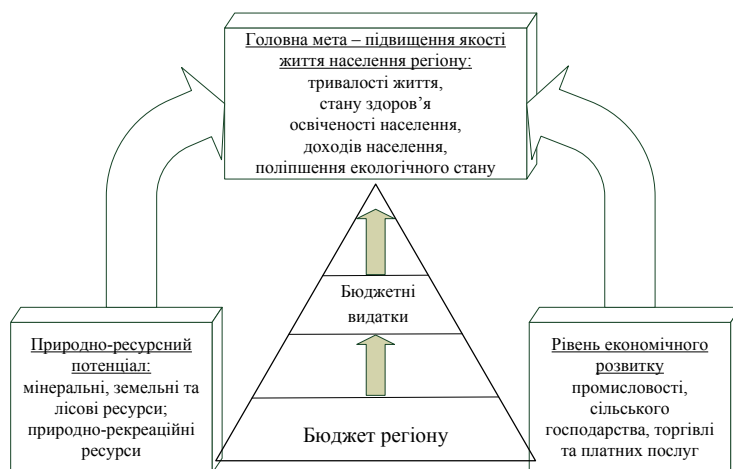 Головна мета – підвищення якості
життя населення регіону:
тривалості життя,
стану здоров’я
освіченості населення,
доходів населення,
поліпшення екологічного стану
Бюджетні
видатки
Природно-ресурсний
потенціал:
мінеральні, земельні та
лісові ресурси;
природно-рекреаційні
ресурси
Бюджет регіону
Рівень економічного
розвитку
промисловості,
сільського
господарства, торгівлі
та платних послуг